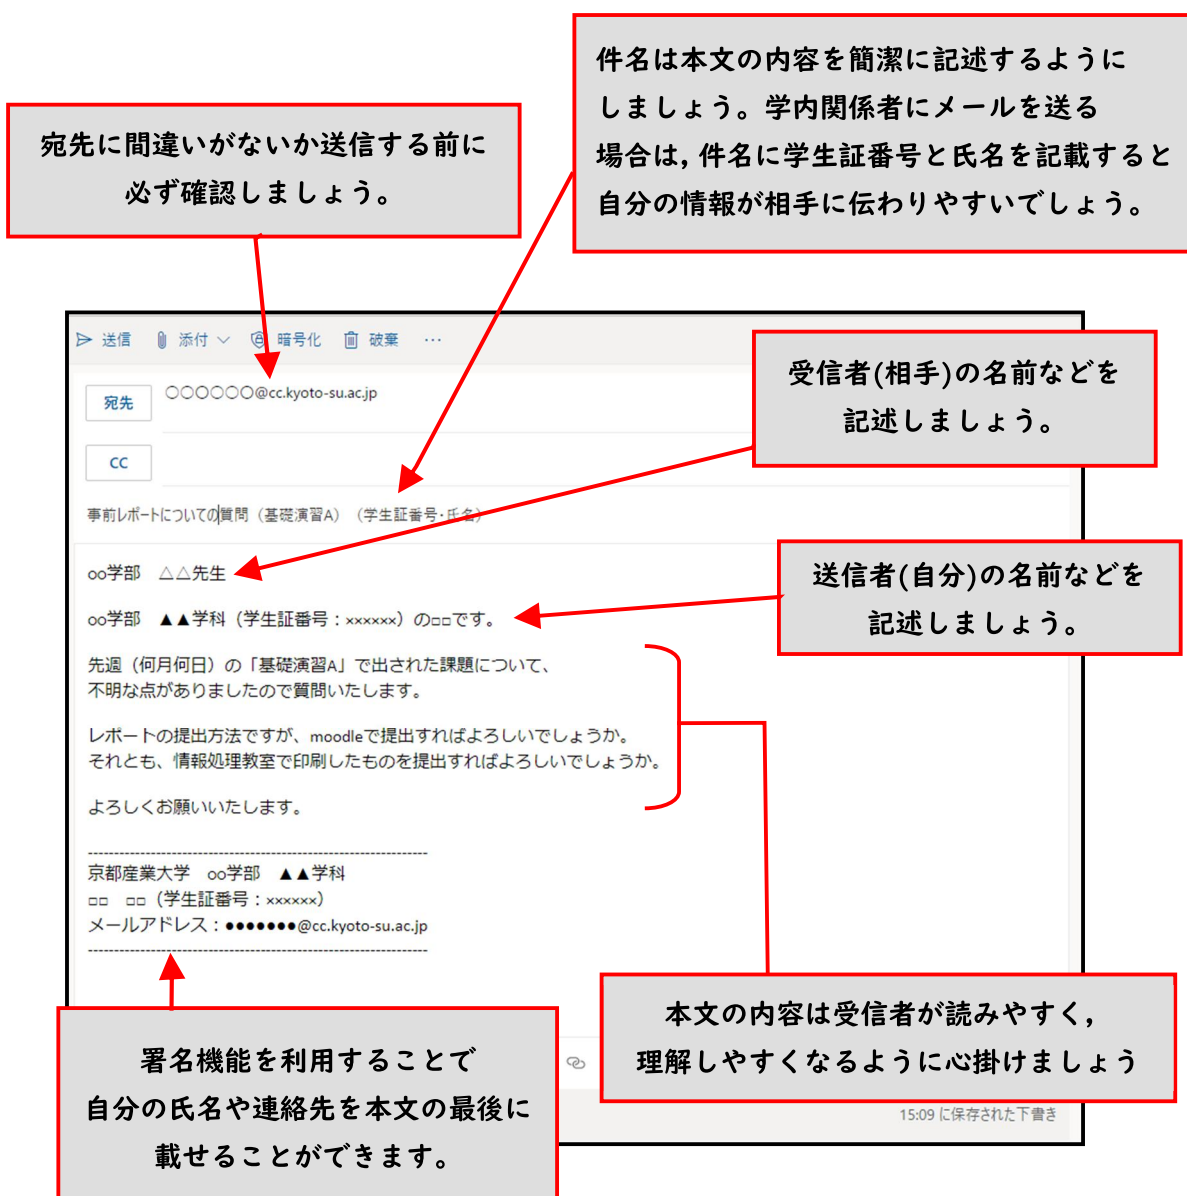 件名は本文の内容を簡潔に記述するように
しましょう。学内関係者にメールを送る
場合は,件名に学生証番号と氏名を記載すると
自分の情報が相手に伝わりやすいでしょう。
宛先に間違いがないか送信する前に
必ず確認しましょう。
送信 添付 暗号化 破棄 …
宛先 ○○○○○○@cc.kyoto-su.ac.jp
CC
受信者(相手)の名前などを
記述しましょう。
事前レポートについての質問（基礎演習A）（学生証番号・氏名）
oo学部　△△先生
送信者(自分)の名前などを
記述しましょう。
oo学部　▲▲学科（学生証番号：××××××）の□□です。
先週（何月何日）の「基礎演習A」で出された課題について、
不明な点がありましたので質問いたします。
レポートの提出方法ですが、moodleで提出すればよろしいでしょうか。
それとも、情報処理教室で印刷したものを提出すればよろしいでしょうか。
よろしくお願いいたします。
----------------------------------------------------------------
京都産業大学　oo学部　▲▲学科
□□　□□（学生証番号：××××××）
メールアドレス：●●●●●●●@cc.kyoto-su.ac.jp
----------------------------------------------------------------
本文の内容は受信者が読みやすく,
理解しやすくなるように心掛けましょう
署名機能を利用することで
自分の氏名や連絡先を本文の最後に
載せることができます。
15:09 に保存された下書き